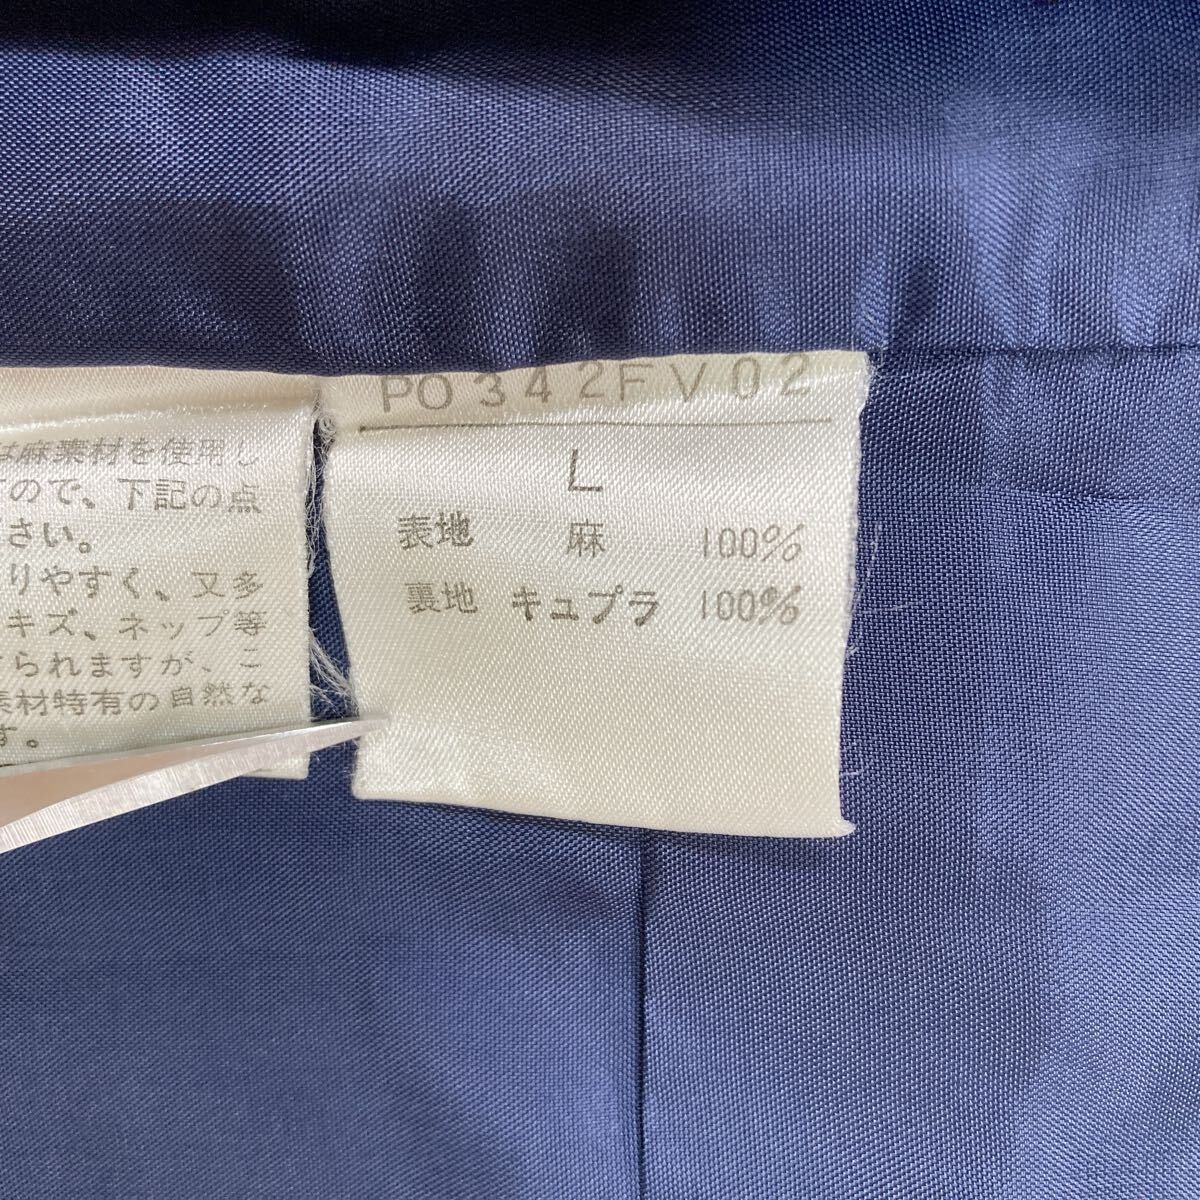 は麻素材を使用し
ので、下記の点
さい。
りやすく、又多
キズ、ネップ等
られますが、こ
素材特有の自然な
す。
PO342FV02
L
表地 麻 100%
裏地 キュプラ 100%